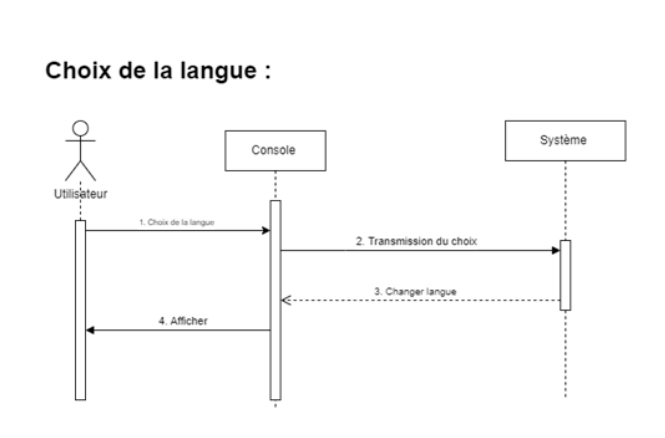 Choix de la langue :
Utilisateur
Console
Système
1. Choix de la langue
2. Transmission du choix
3. Changer langue
4. Afficher